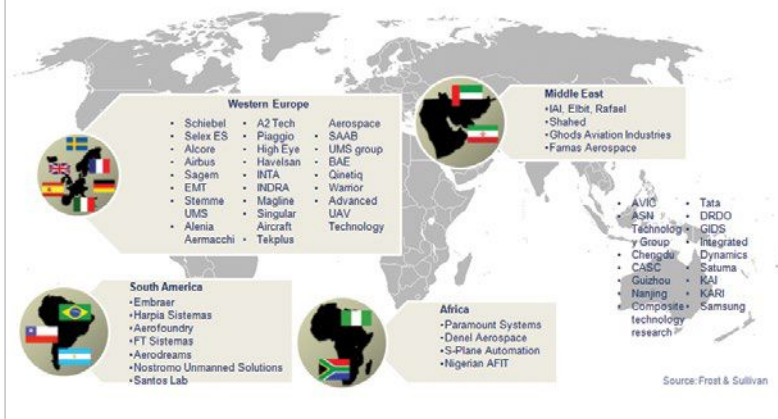 Western Europe
• Schiebel
• Selex ES
• Alcore
• Airbus
• Sagem
• EMT
• Stemme
UMS
• Alenia
Aermacchi
• A2 Tech
• Piaggio
• High Eye
• Havelsan
• INTA
• INDRA
• Magline
• Singular
Aircraft
• Tekplus
Aerospace
• SAAB
• UMS group
• BAE
• Qinetiq
• Warrior
• Advanced
UAV
Technology
Middle East
•IAI, Elbit, Rafael
•Shahed
•Ghods Aviation Industries
•Famas Aerospace
• AVIC
• ASN
Technolog
y Group
• Chengdu
• CASC
• Guizhou
• Nanjing
• Composite
technology
research
• Tata
• DRDO
• GIDS
• Integrated
Dynamics
• Satuma
• KAI
• KARI
• Samsung
South America
•Embraer
•Harpia Sistemas
•Aerofoundry
•FT Sistemas
•Aerodreams
•Nostromo Unmanned Solutions
•Santos Lab
Africa
•Paramount Systems
•Denel Aerospace
•S-Plane Automation
•Nigerian AFIT
Source: Frost & Sullivan